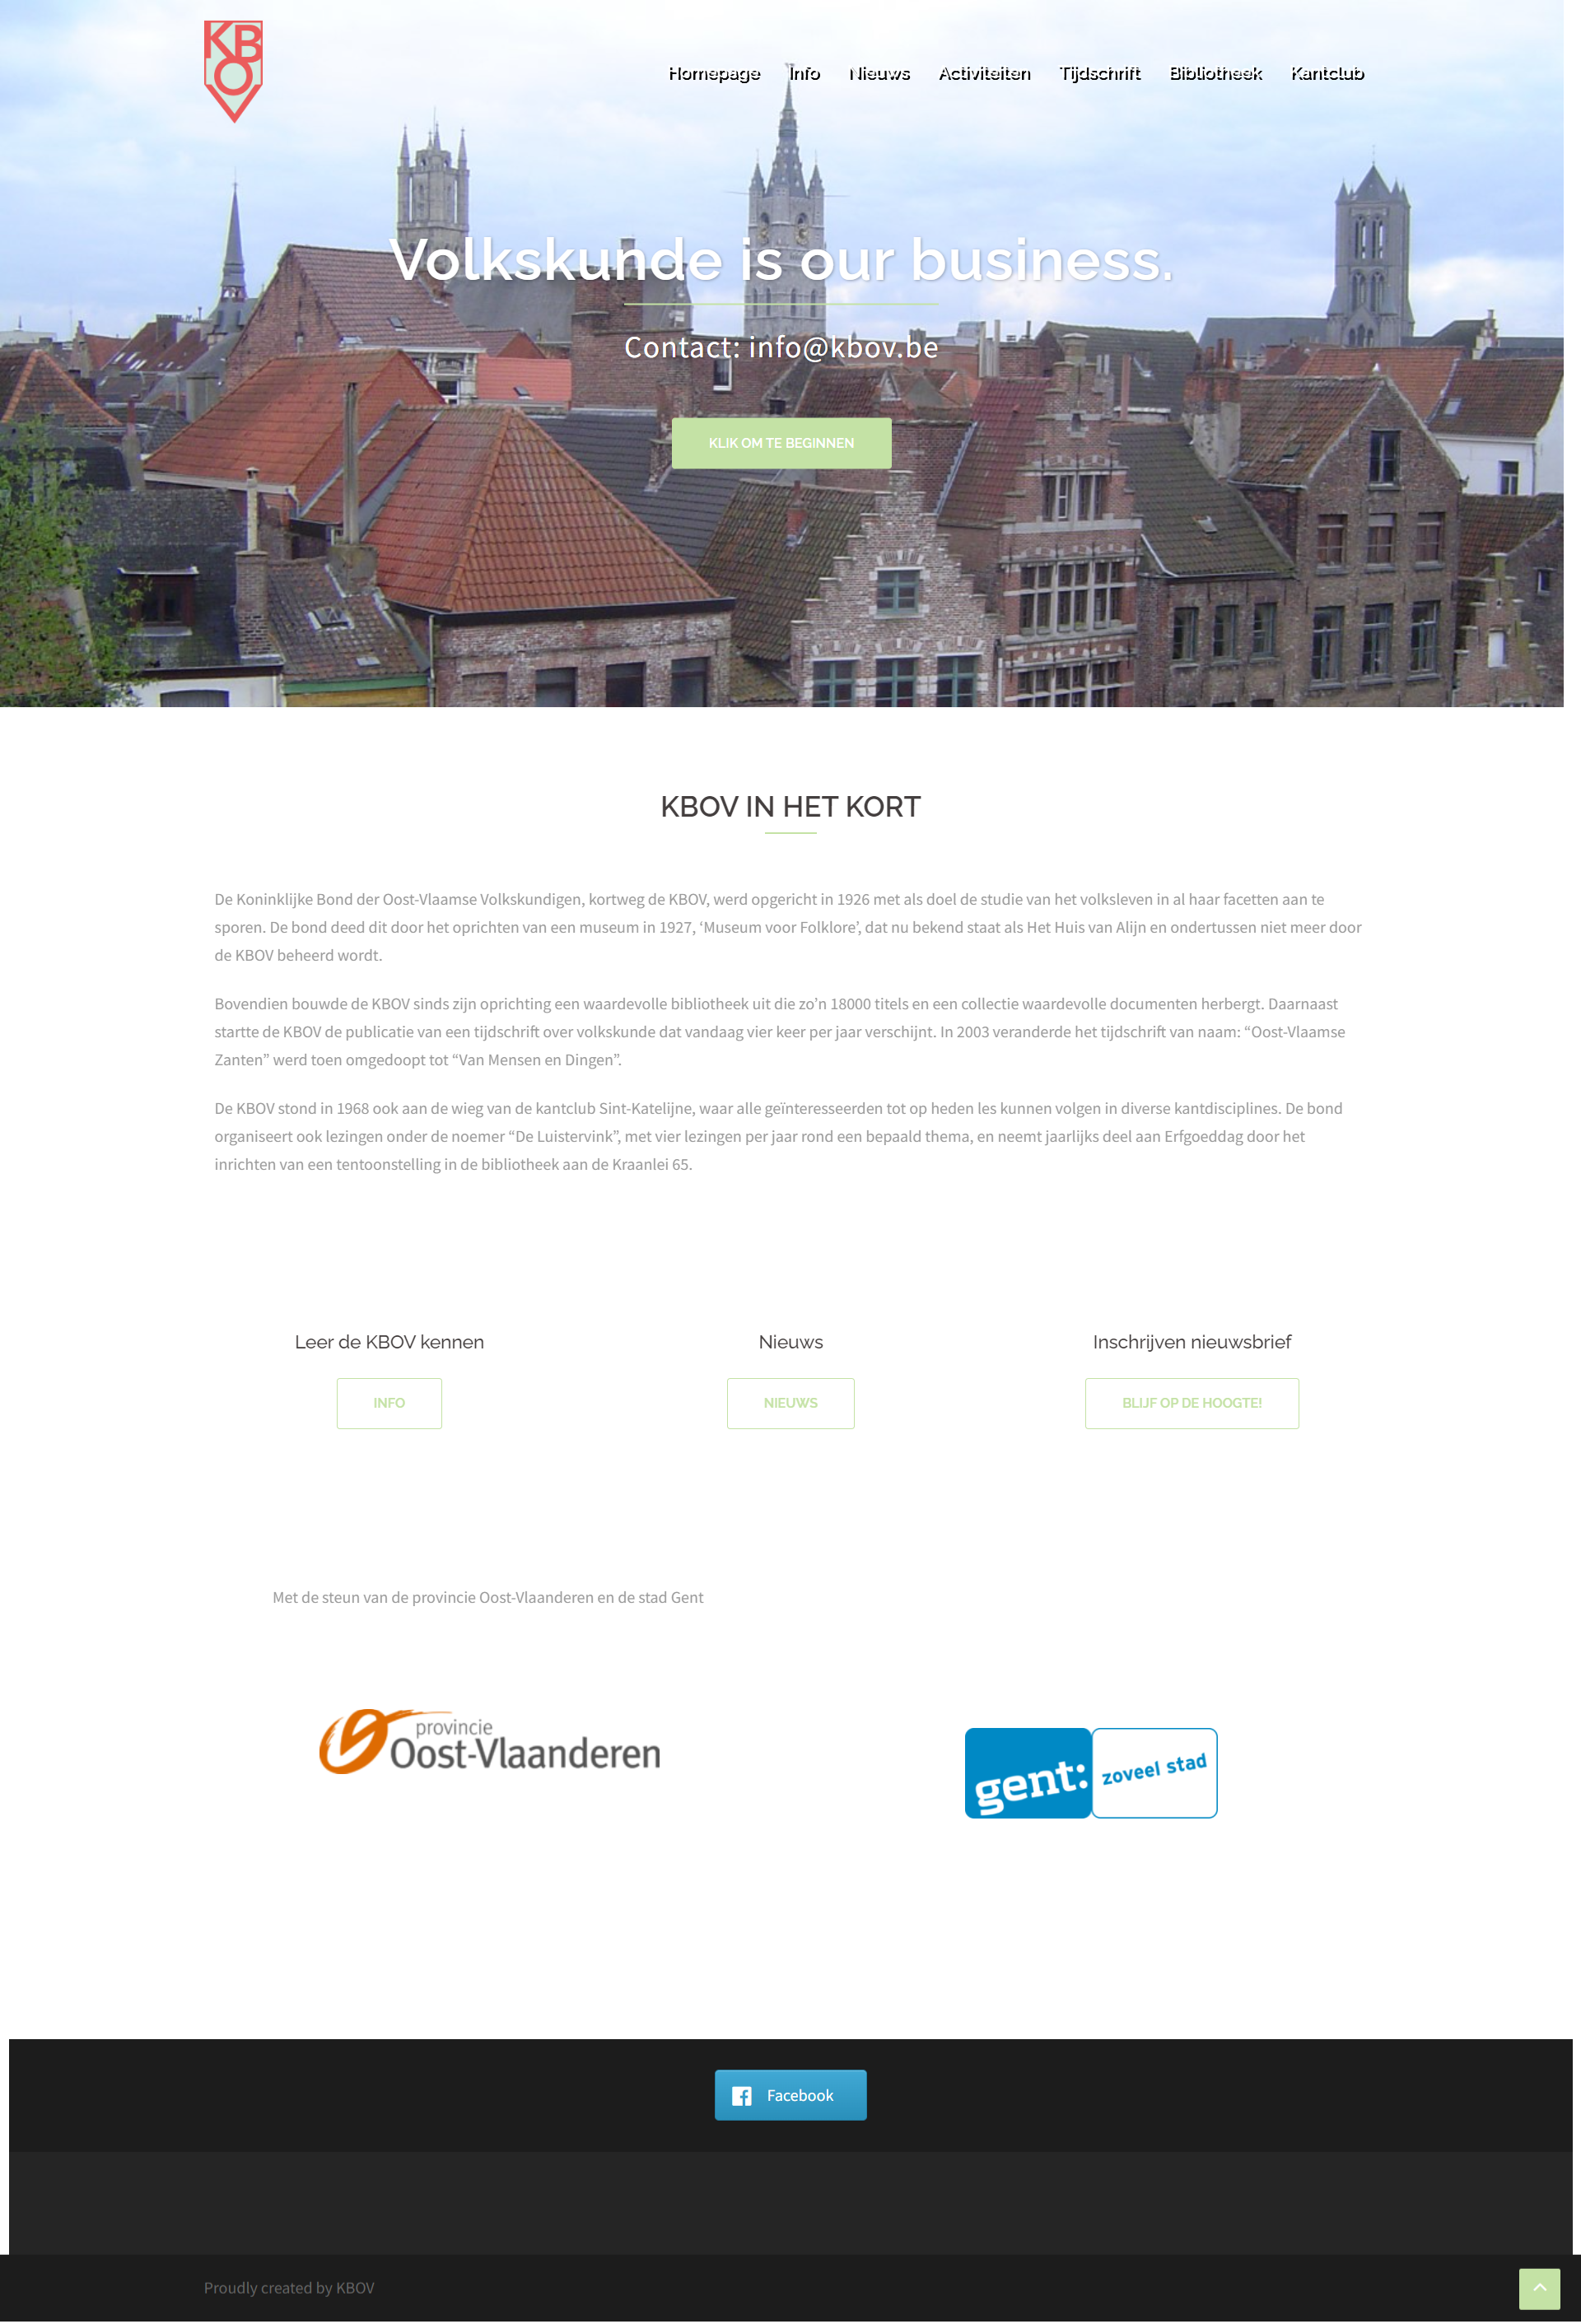 KB
O
Homepage Info Nieuws Activiteiten Tijdschrift Bibliotheek Kantclub
Volkskunde is our business.
Contact: info@kbov.be
KLIK OM TE BEGINNEN
KBOV IN HET KORT
De Koninklijke Bond der Oost-Vlaamse Volkskundigen, kortweg de KBOV, werd opgericht in 1926 met als doel de studie van het volksleven in al haar facetten aan te
sporen. De bond deed dit door het oprichten van een museum in 1927, ‘Museum voor Folklore’, dat nu bekend staat als Het Huis van Alijn en ondertussen niet meer door
de KBOV beheerd wordt.
Bovendien bouwde de KBOV sinds zijn oprichting een waardevolle bibliotheek uit die zo’n 18000 titels en een collectie waardevolle documenten herbergt. Daarnaast
startte de KBOV de publicatie van een tijdschrift over volkskunde dat vandaag vier keer per jaar verschijnt. In 2003 veranderde het tijdschrift van naam: “Oost-Vlaamse
Zanten” werd toen omgedoopt tot “Van Mensen en Dingen”.
De KBOV stond in 1968 ook aan de wieg van de kantclub Sint-Katelijne, waar alle geïnteresseerden tot op heden les kunnen volgen in diverse kantdisciplines. De bond
organiseert ook lezingen onder de noemer “De Luistervink”, met vier lezingen per jaar rond een bepaald thema, en neemt jaarlijks deel aan Erfgoeddag door het
inrichten van een tentoonstelling in de bibliotheek aan de Kraanlei 65.
Leer de KBOV kennen
INFO
Nieuws
NIEUWS
Inschrijven nieuwsbrief
BLIJF OP DE HOOGTE!
Met de steun van de provincie Oost-Vlaanderen en de stad Gent
provincie
Oost-Vlaanderen
gent: zoveel stad
Facebook
Proudly created by KBOV